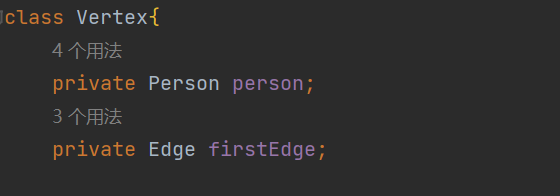 class Vertex{
4 个用法
private Person person;
3 个用法
private Edge firstEdge;